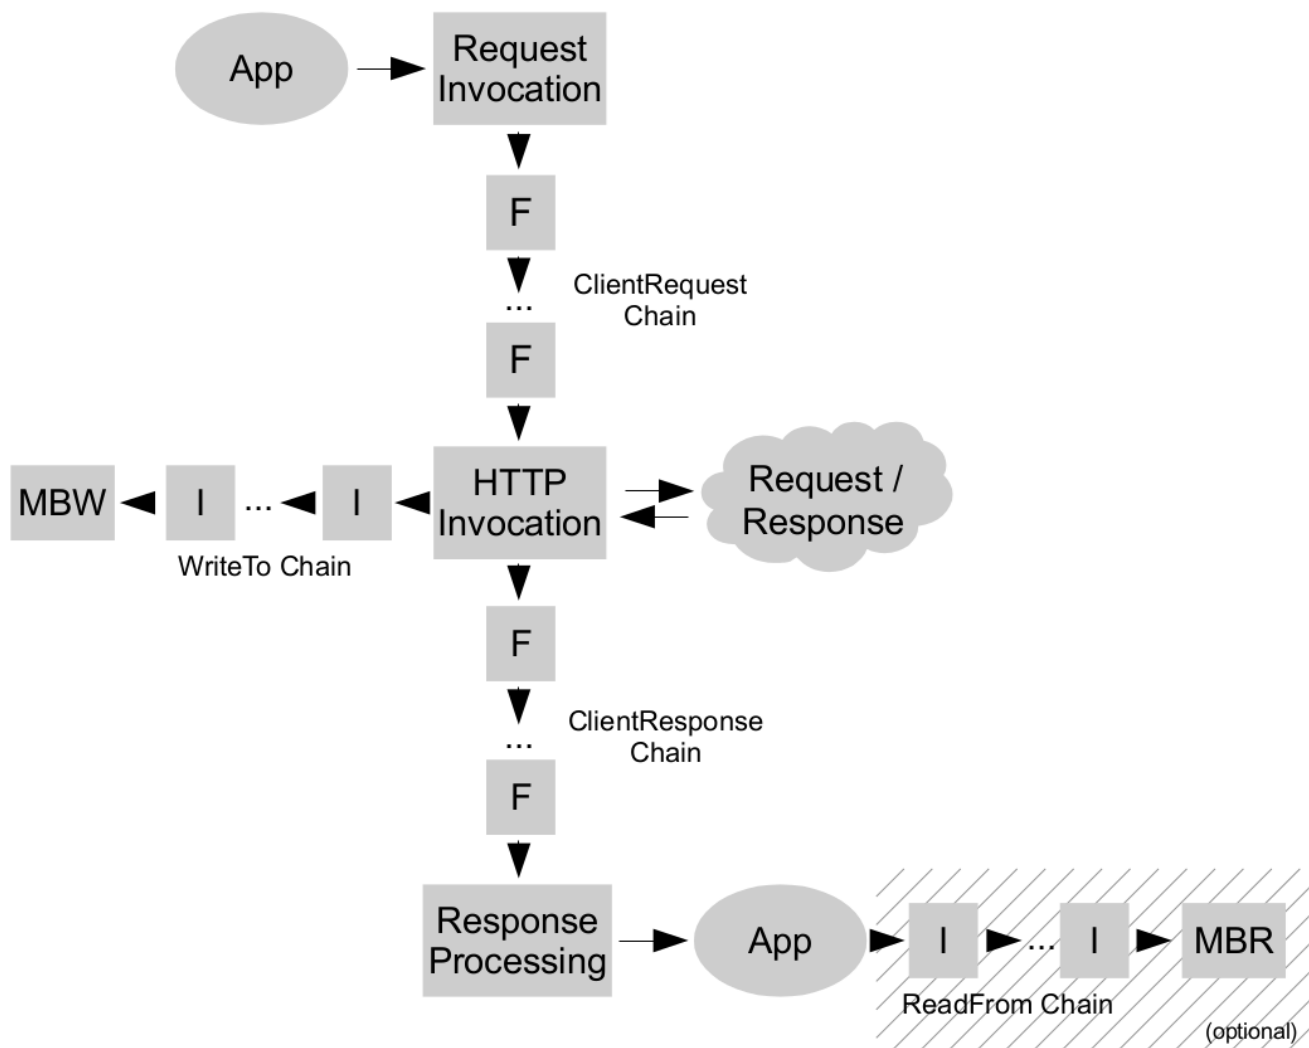 App
Request
Invocation
F
...
ClientRequest
Chain
F
MBW
I
...
I
HTTP
Invocation
Request /
Response
WriteTo Chain
F
...
ClientResponse
Chain
F
Response
Processing
App
I
...
I
MBR
ReadFrom Chain
(optional)